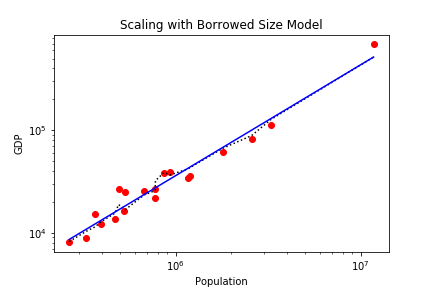 Scaling with Borrowed Size Model
GDP
10⁵
10⁴
10⁶
10⁷
Population